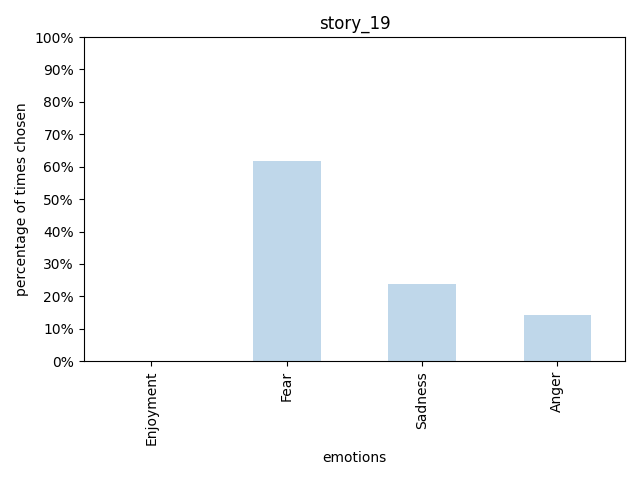 story_19
100%
90%
80%
70%
60%
50%
40%
30%
20%
10%
0%
percentage of times chosen
Enjoyment
Fear
Sadness
Anger
emotions